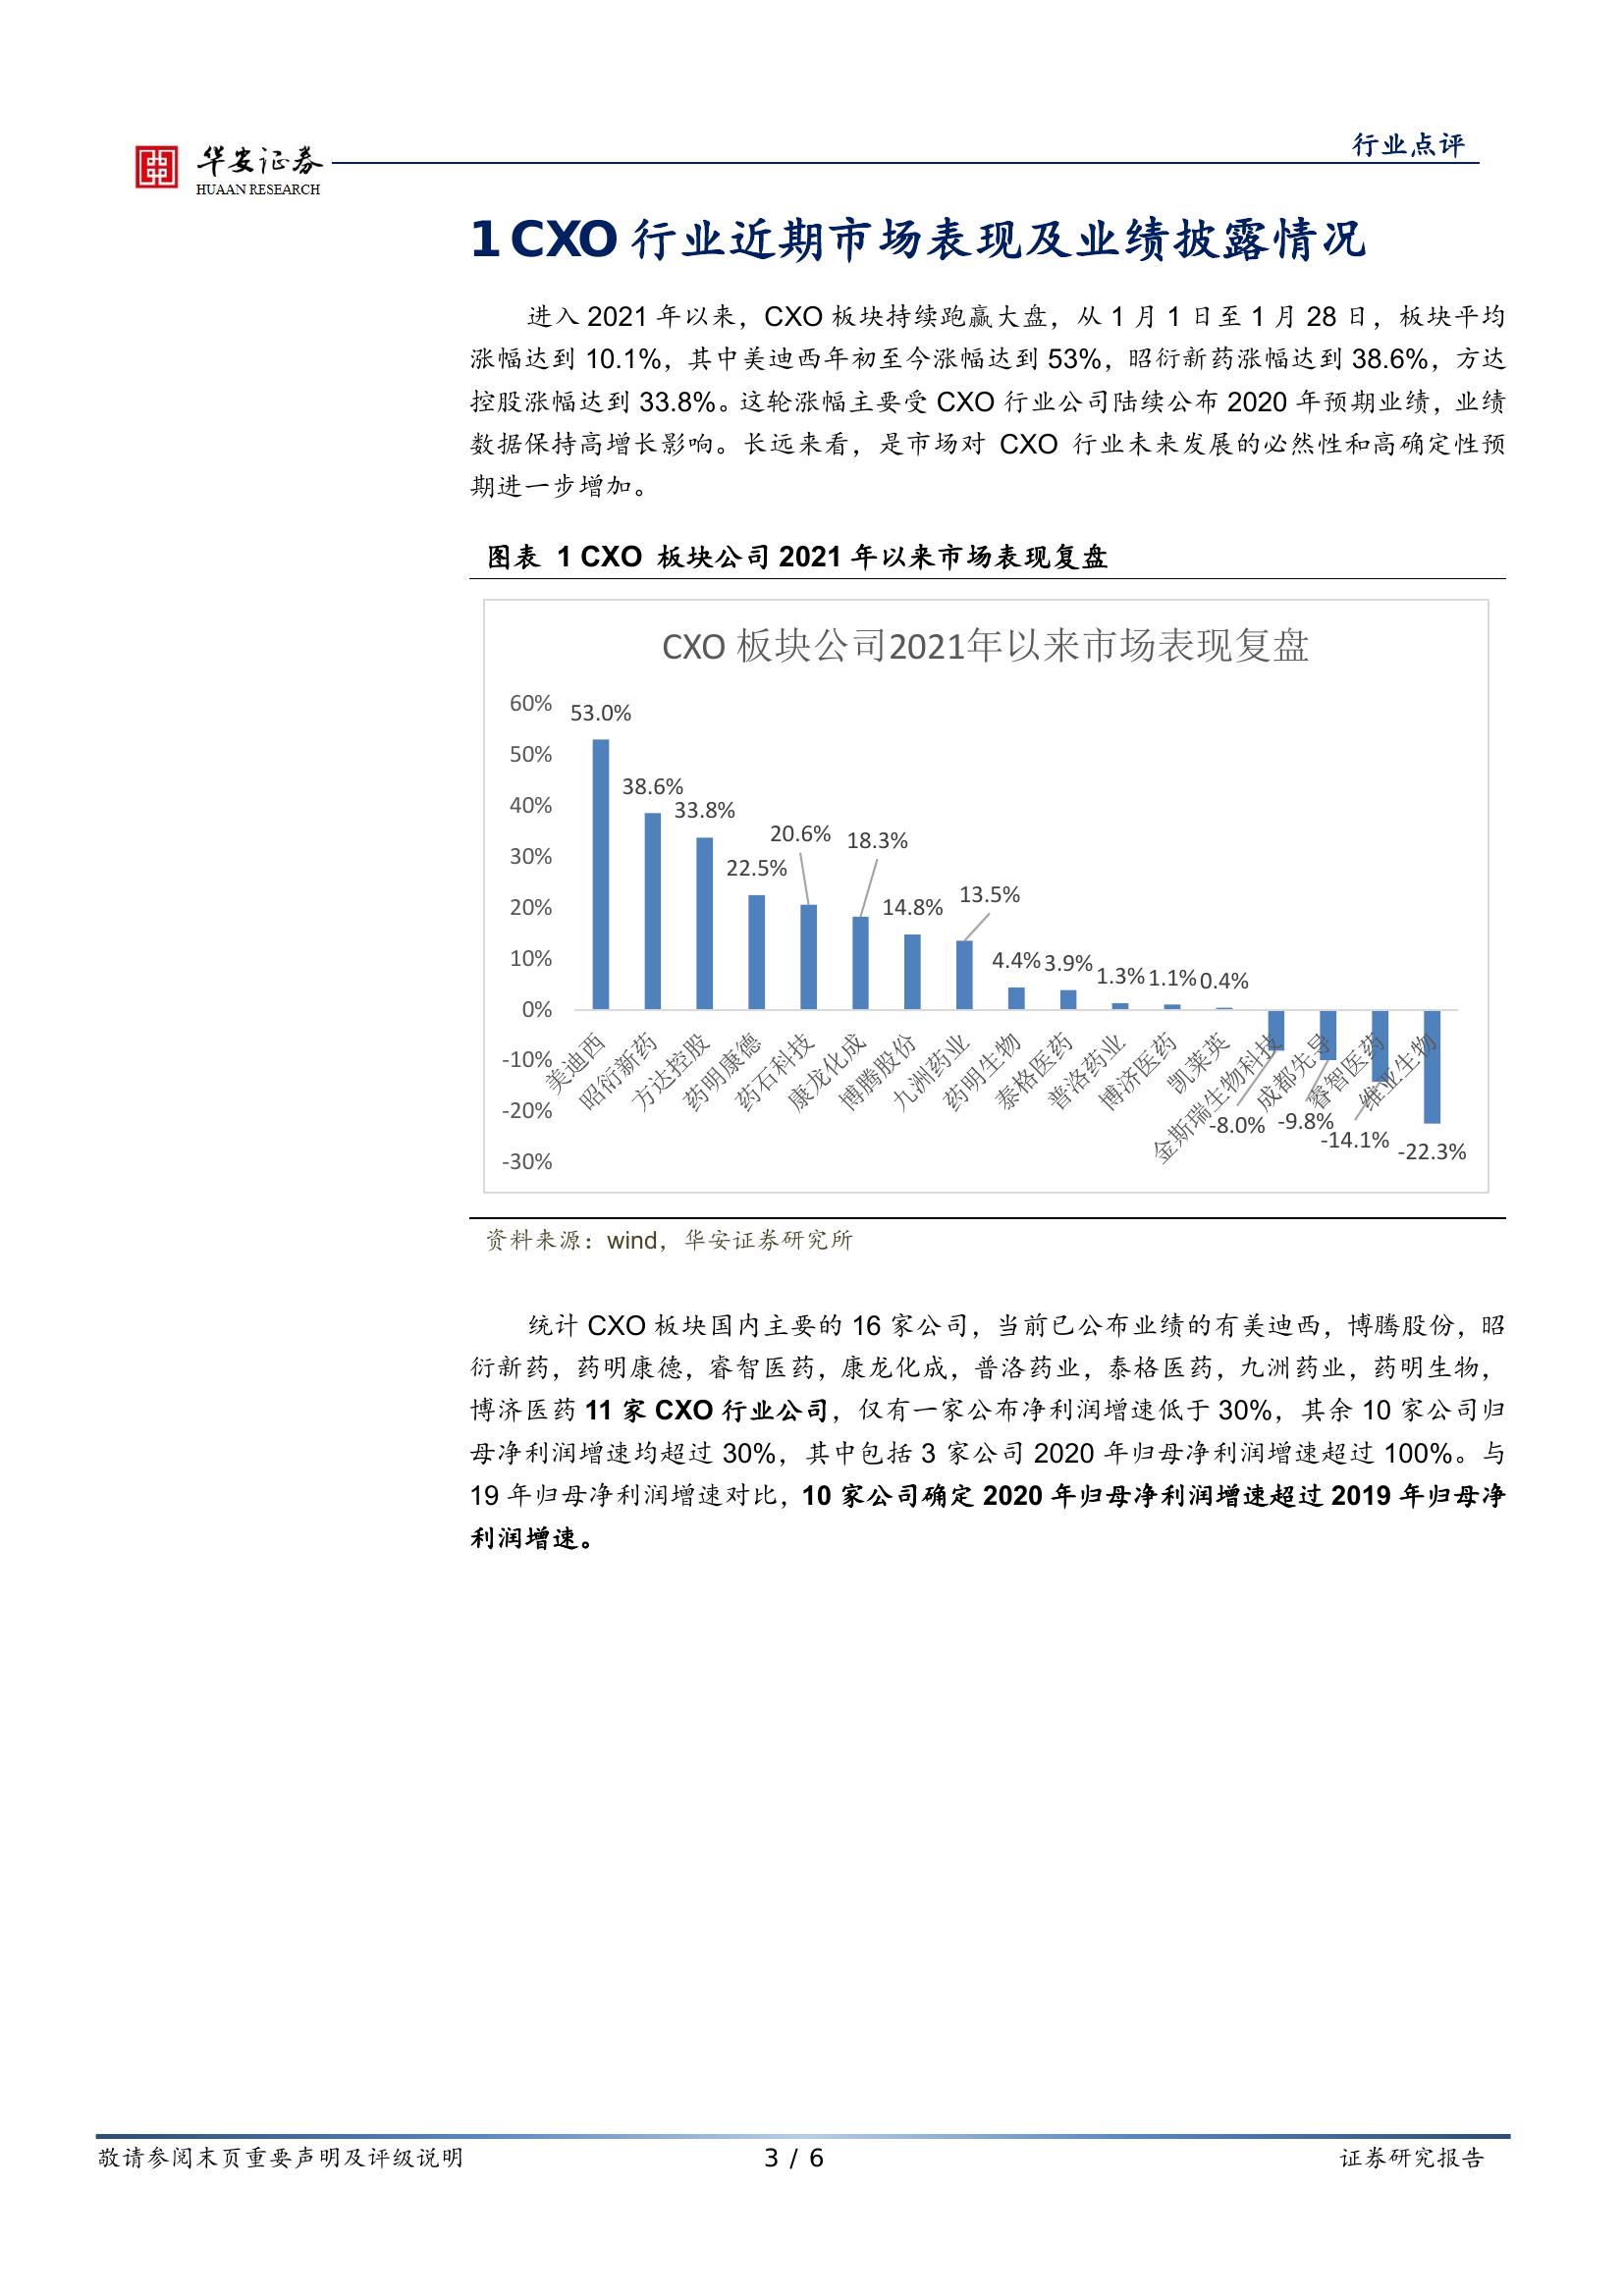 华安证券
HUAAN RESEARCH
行业点评
1 CXO 行业近期市场表现及业绩披露情况
进入 2021 年以来，CXO 板块持续跑赢大盘，从 1 月 1 日至 1 月 28 日，板块平均
涨幅达到 10.1%，其中美迪西年初至今涨幅达到 53%，昭衍新药涨幅达到 38.6%，方达
控股涨幅达到 33.8%。这轮涨幅主要受 CXO 行业公司陆续公布 2020 年预期业绩，业绩
数据保持高增长影响。长远来看，是市场对 CXO 行业未来发展的必然性和高确定性预
期进一步增加。
图表 1 CXO 板块公司 2021 年以来市场表现复盘
CXO 板块公司2021年以来市场表现复盘
60%
50%
40%
30%
20%
10%
0%
-10%
-20%
-30%
53.0%
38.6%
33.8%
22.5%
20.6%
18.3%
14.8%
13.5%
4.4%
3.9%
1.3%
1.1%
0.4%
-8.0%
-9.8%
-14.1%
-22.3%
美迪西
昭衍新药
方达控股
药明康德
药石科技
康龙化成
博腾股份
九洲药业
药明生物
泰格医药
普洛药业
博济医药
凯莱英
金斯瑞生物科技
成都先导
睿智医药
维亚生物
资料来源：wind，华安证券研究所
统计 CXO 板块国内主要的 16 家公司，当前已公布业绩的有美迪西，博腾股份，昭
衍新药，药明康德，睿智医药，康龙化成，普洛药业，泰格医药，九洲药业，药明生物，
博济医药 11 家 CXO 行业公司，仅有一家公布净利润增速低于 30%，其余 10 家公司归
母净利润增速均超过 30%，其中包括 3 家公司 2020 年归母净利润增速超过 100%。与
19 年归母净利润增速对比，10 家公司确定 2020 年归母净利润增速超过 2019 年归母净
利润增速。
敬请参阅末页重要声明及评级说明
3 / 6
证券研究报告